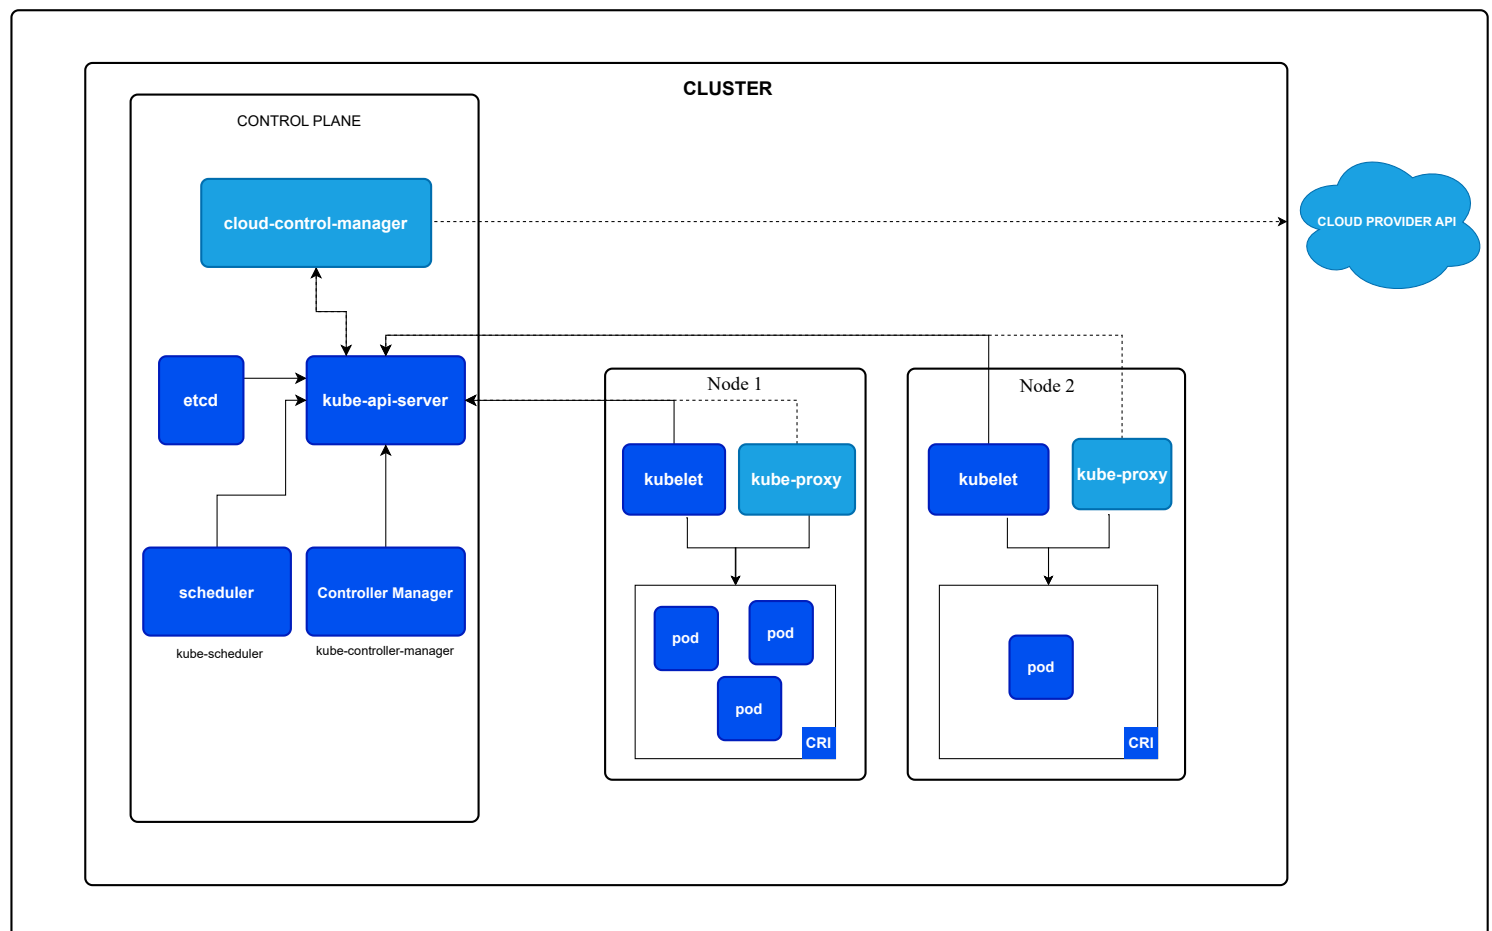 CLUSTER
CONTROL PLANE
cloud-control-manager
CLOUD PROVIDER API
etcd
kube-api-server
Node 1
Node 2
kubelet
kube-proxy
kubelet
kube-proxy
scheduler
Controller Manager
kube-scheduler
kube-controller-manager
pod
pod
pod
CRI
pod
CRI